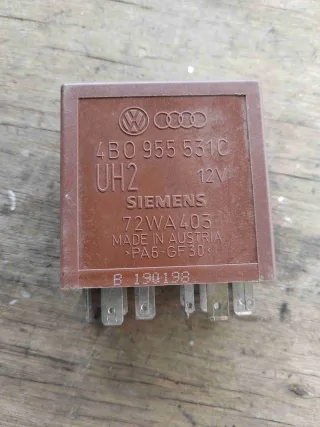 4B0 955 531C
UH2 12V
SIEMENS
72WA403
MADE IN AUSTRIA
>PA6-GF30<
B 190198